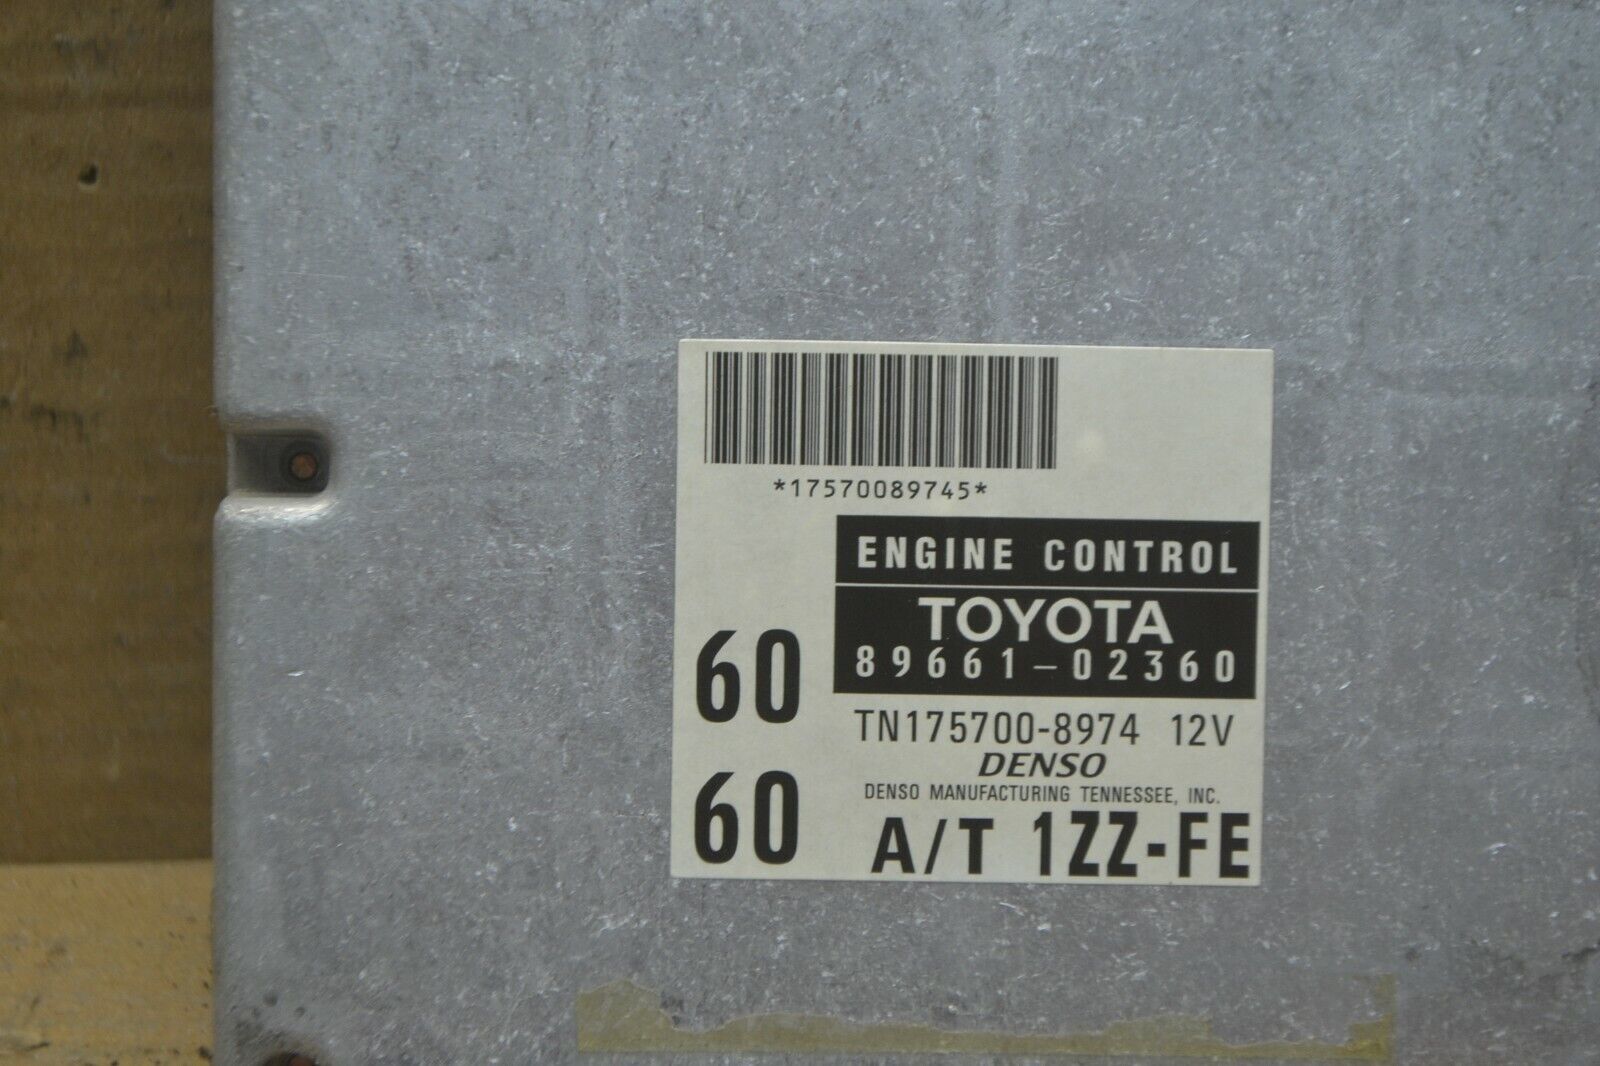 *17570089745*
ENGINE CONTROL
TOYOTA
89661-02360
60
TN175700-8974 12V
DENSO
DENSO MANUFACTURING TENNESSEE, INC.
60
A/T 1ZZ-FE